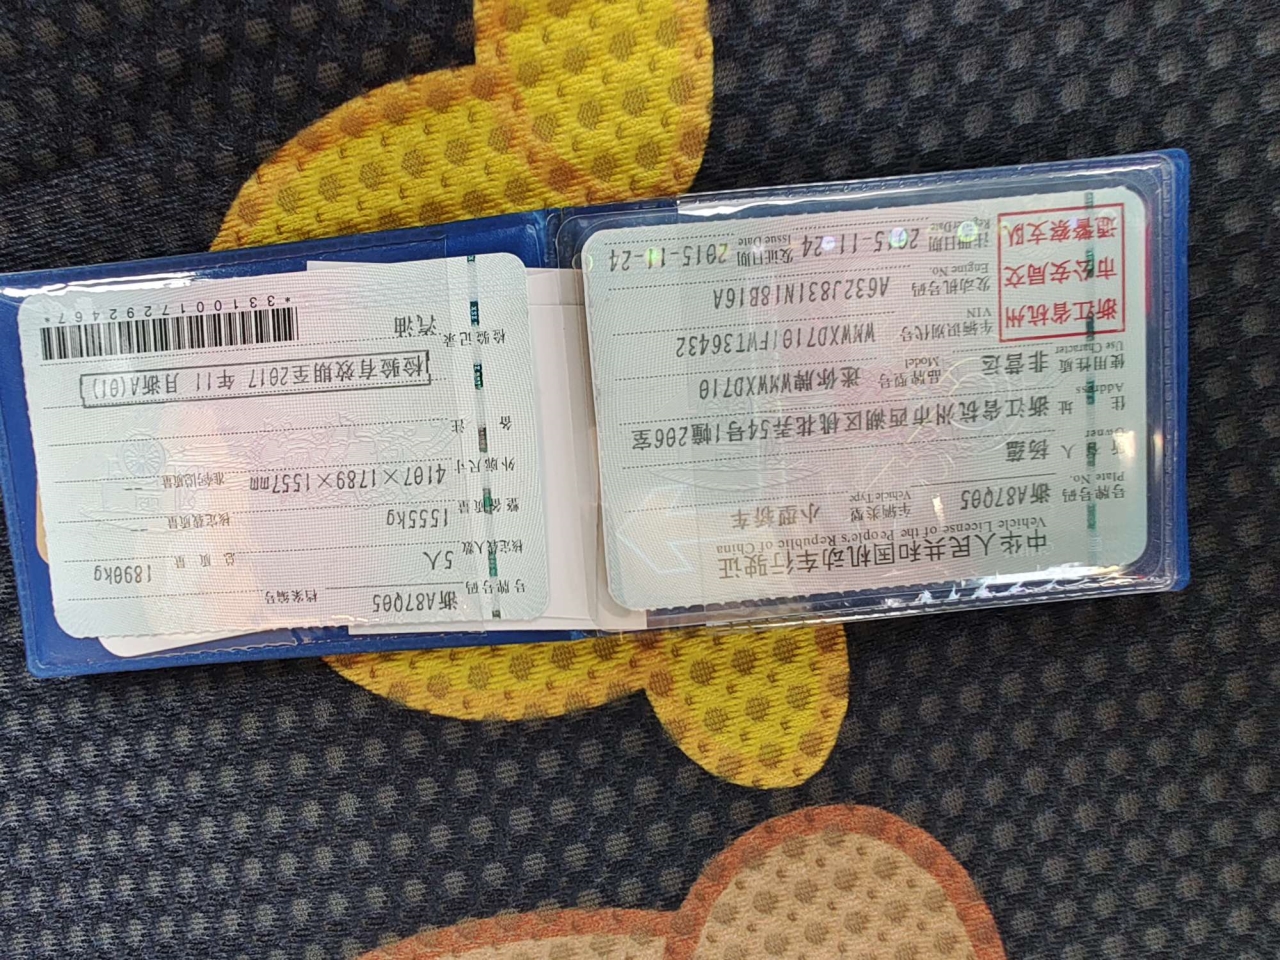 中华人民共和国机动车行驶证
Vehicle License of the People's Republic of China
号牌号码 浙A87Q05 车辆类型 小型轿车
Plate No. Vehicle Type
所有人 杨蕴
Owner
住址 浙江省杭州市西湖区桃花弄54号1幢206室
Address
使用性质 非营运 品牌型号 迷你牌WMWXD710
Use Character Model
浙江省杭州
市公安局交
通警察支队
车辆识别代号 WMWXD7101FWT36432
VIN
发动机号码 A632J831N18B16A
Engine No.
注册日期 2015-11-24 发证日期 2015-11-24
Register Date Issue Date
号牌号码 浙A87Q05 档案编号
核定载人数 5人 总质量 1890kg
整备质量 1555kg 核定载质量
外廓尺寸 4107×1789×1557mm 准牵引总质量
备注
检验有效期至2017年11月浙A(01)
检验记录
汽油
*3310017292467*